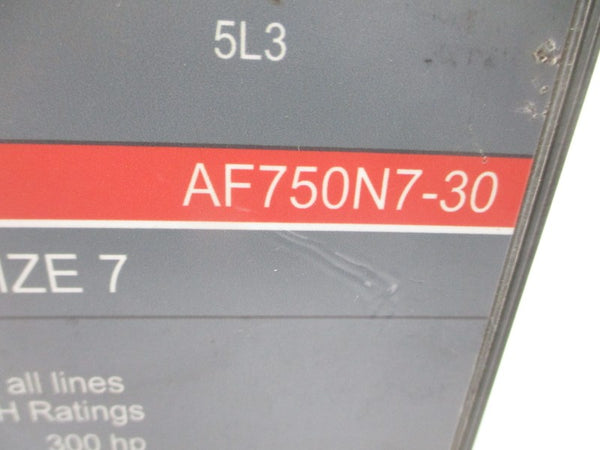 5L3
AF750N7-30
IZE 7
all lines
H Ratings
300 hp